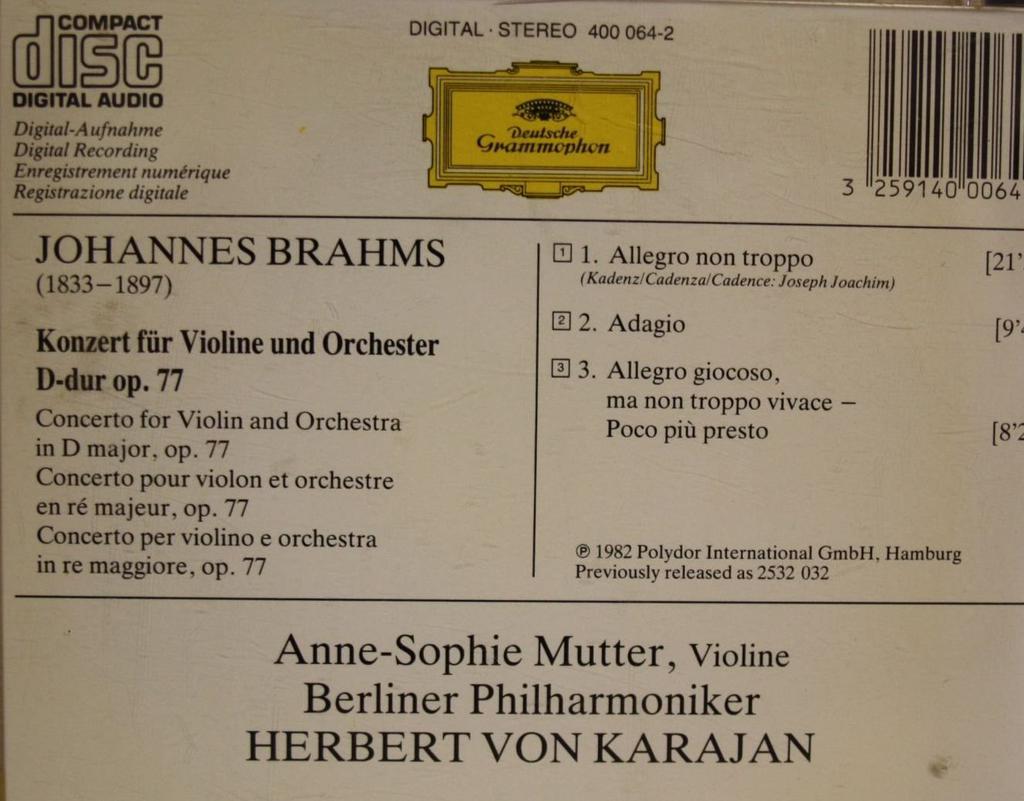 COMPACT
disc
DIGITAL AUDIO
Digital-Aufnahme
Digital Recording
Enregistrement numérique
Registrazione digitale
DIGITAL · STEREO 400 064-2
Deutsche
Grammophon
3 259140 0064
JOHANNES BRAHMS
(1833–1897)
Konzert für Violine und Orchester
D-dur op. 77
Concerto for Violin and Orchestra
in D major, op. 77
Concerto pour violon et orchestre
en ré majeur, op. 77
Concerto per violino e orchestra
in re maggiore, op. 77
1 1. Allegro non troppo [21'
(Kadenz/Cadenza/Cadence: Joseph Joachim)
2 2. Adagio [9'
3 3. Allegro giocoso,
ma non troppo vivace –
Poco più presto [8'2
℗ 1982 Polydor International GmbH, Hamburg
Previously released as 2532 032
Anne-Sophie Mutter, Violine
Berliner Philharmoniker
HERBERT VON KARAJAN